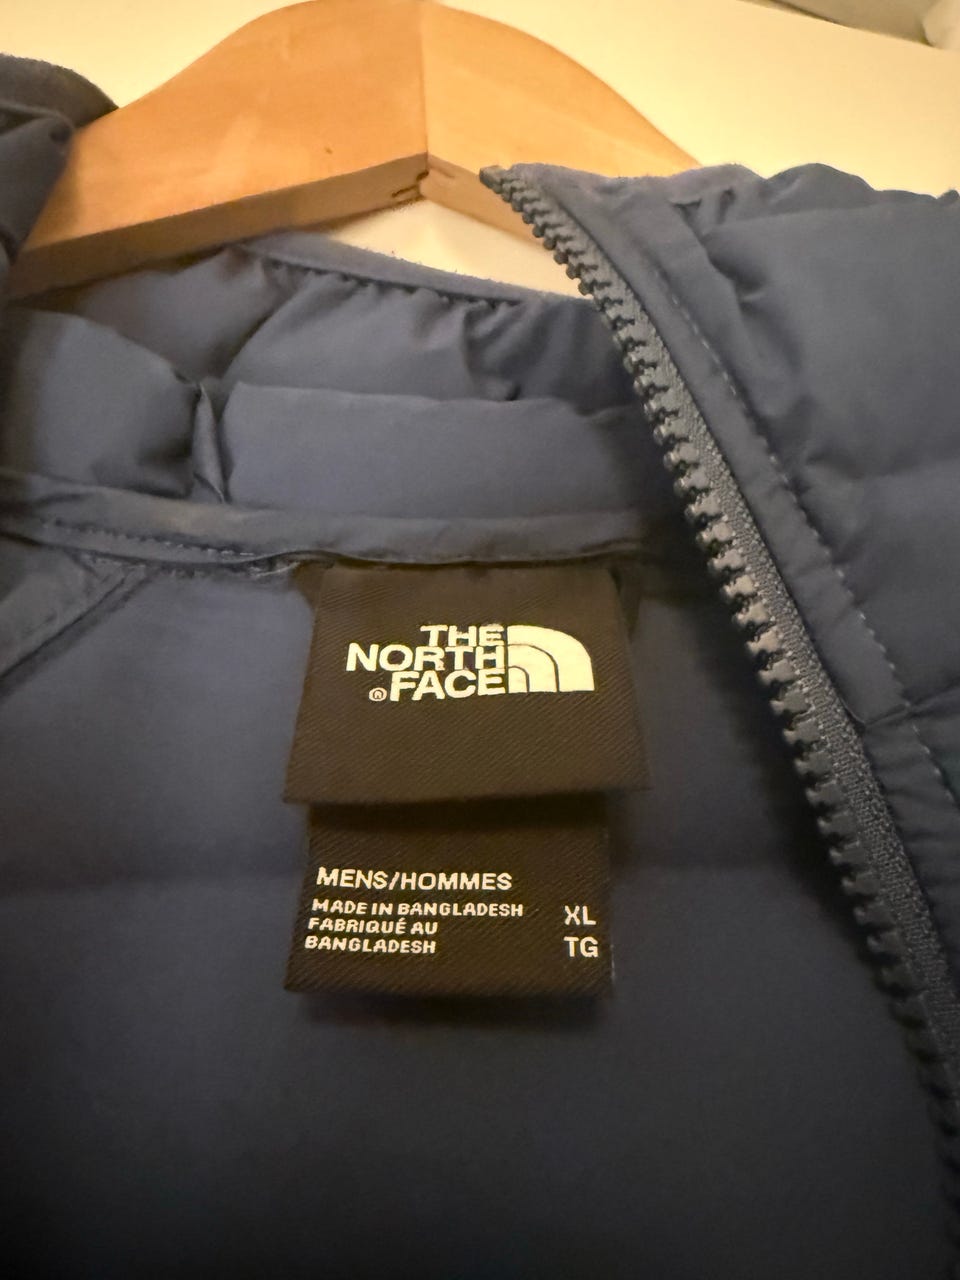 THE
NORTH
®FACE
MENS/HOMMES
MADE IN BANGLADESH XL
FABRIQUÉ AU
BANGLADESH TG